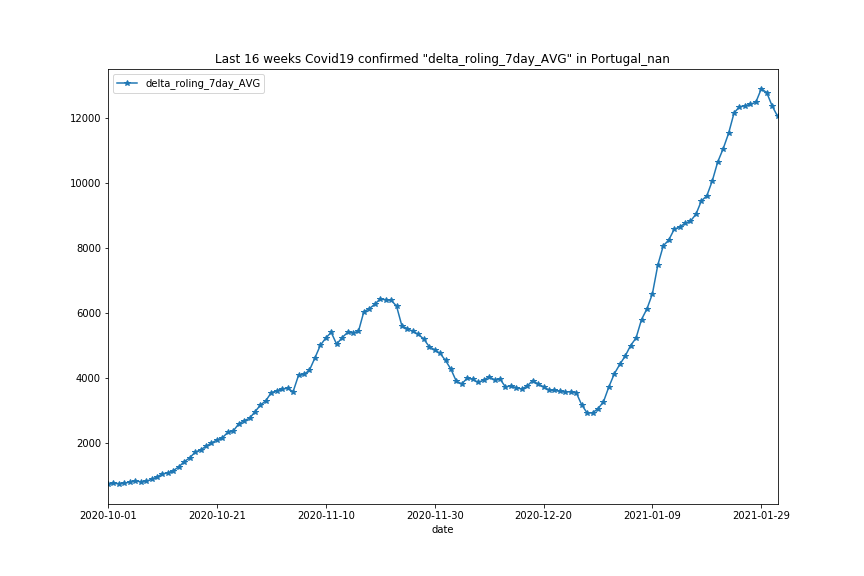 Last 16 weeks Covid19 confirmed "delta_roling_7day_AVG" in Portugal_nan
delta_roling_7day_AVG
12000
10000
8000
6000
4000
2000
2020-10-01 2020-10-21 2020-11-10 2020-11-30 2020-12-20 2021-01-09 2021-01-29
date